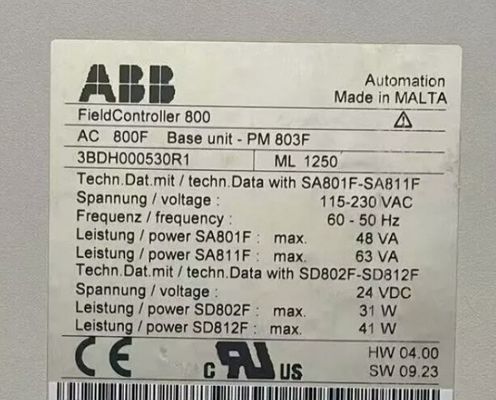 ABB
Automation
Made in MALTA
FieldController 800
AC 800F Base unit - PM 803F
3BDH000530R1 ML 1250
Techn.Dat.mit / techn.Data with SA801F-SA811F
Spannung / voltage : 115-230 VAC
Frequenz / frequency : 60 - 50 Hz
Leistung / power SA801F : max. 48 VA
Leistung / power SA811F : max. 63 VA
Techn.Dat.mit / techn.Data with SD802F-SD812F
Spannung / voltage : 24 VDC
Leistung / power SD802F : max. 31 W
Leistung / power SD812F : max. 41 W
CE c RU US HW 04.00
SW 09.23